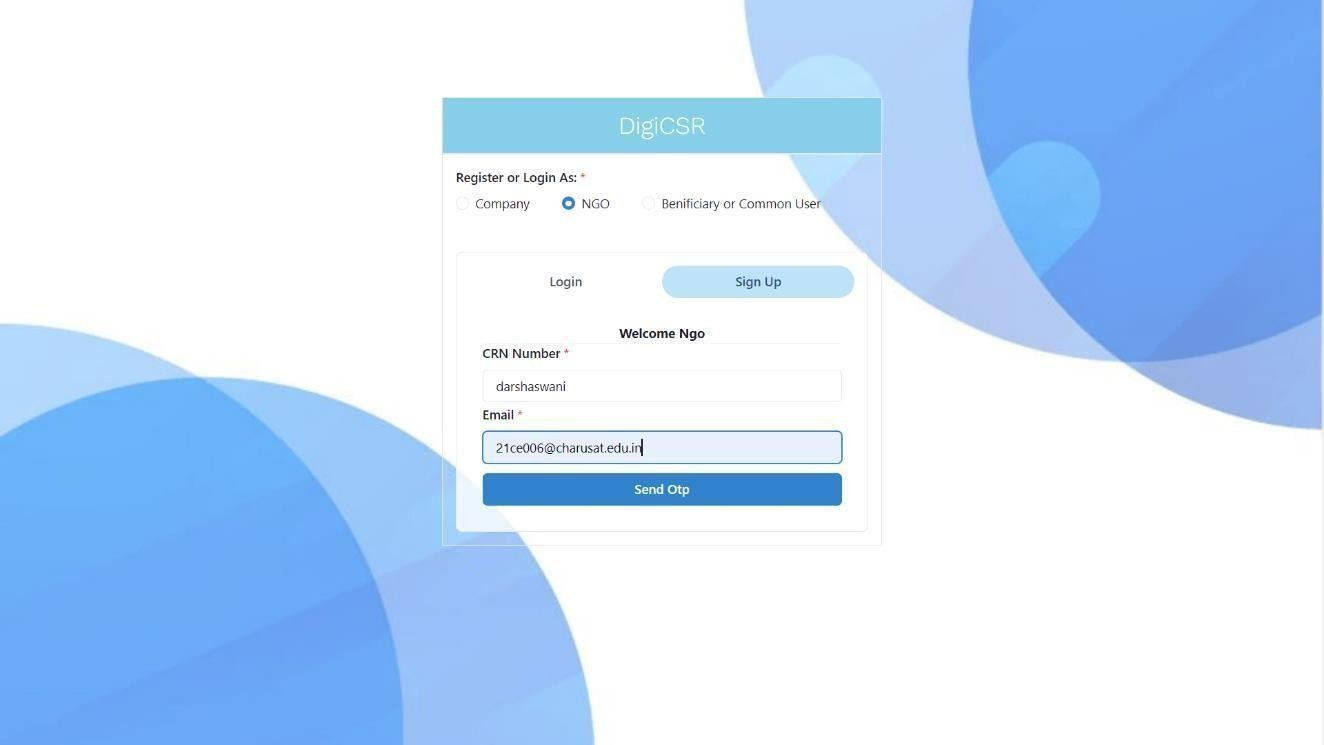 DigiCSR
Register or Login As: *
Company NGO Benificiary or Common User
Login Sign Up
Welcome Ngo
CRN Number *
darshaswani
Email *
21ce006@charusat.edu.in
Send Otp